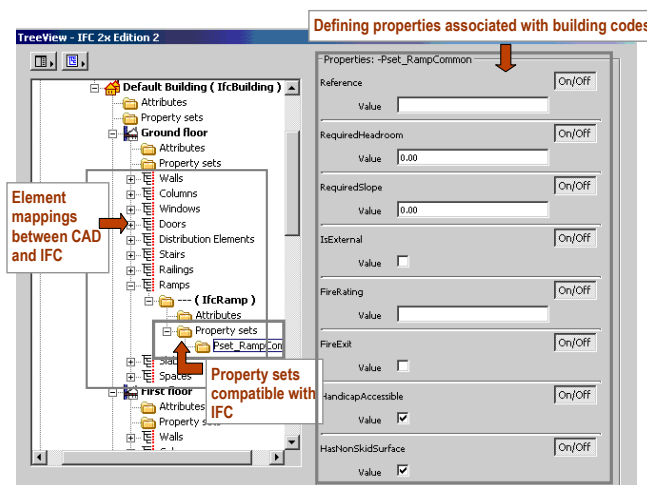 Defining properties associated with building codes
TreeView - IFC 2x Edition 2
Default Building ( IfcBuilding )
Attributes
Property sets
Ground floor
Attributes
Property sets
Walls
Columns
Windows
Doors
Distribution Elements
Stairs
Railings
Ramps
--- ( IfcRamp )
Attributes
Property sets
Pset_RampCon
Slab
Spaces
First floor
Attributes
Property
Walls
Element
mappings
between CAD
and IFC
Property sets
compatible with
IFC
Properties: -Pset_RampCommon
Reference On/Off
Value
RequiredHeadroom On/Off
Value 0.00
RequiredSlope On/Off
Value 0.00
IsExternal On/Off
Value
FireRating On/Off
Value
FireExit On/Off
Value
HandicapAccessible On/Off
Value
HasNonSkidSurface On/Off
Value